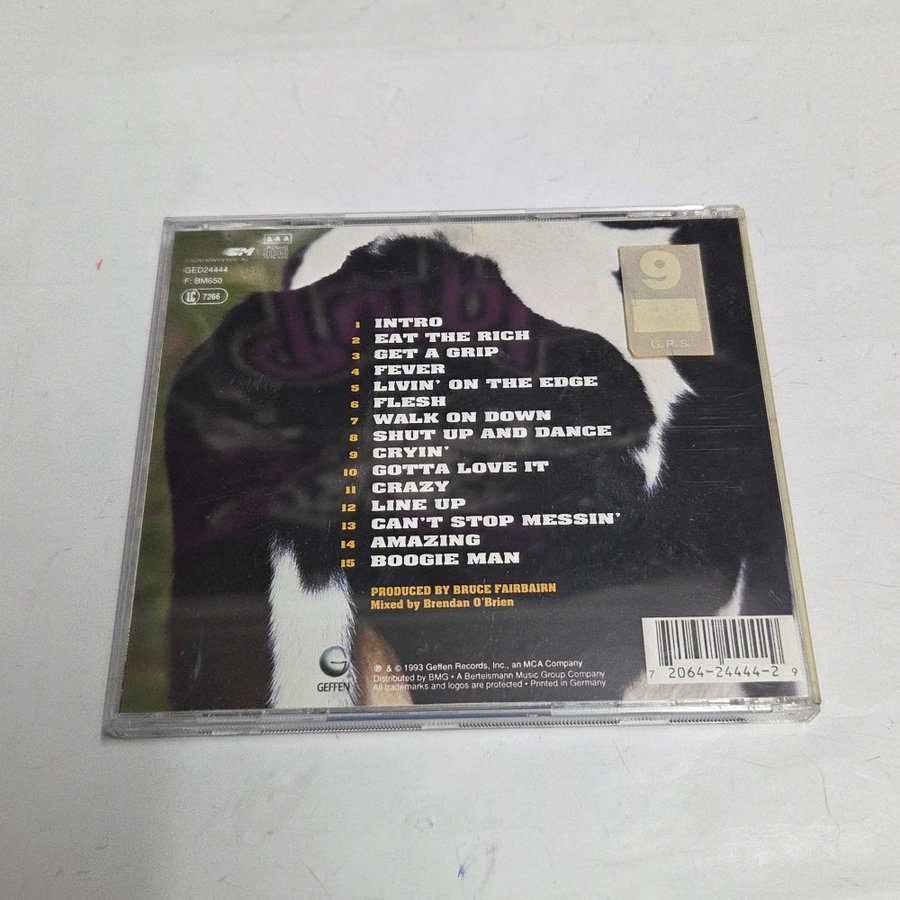 COLLINS MANAGEMENT, INC.
AAA
GED24444
F: BM650
LC 7266
9
G.R.S.
1 INTRO
2 EAT THE RICH
3 GET A GRIP
4 FEVER
5 LIVIN' ON THE EDGE
6 FLESH
7 WALK ON DOWN
8 SHUT UP AND DANCE
9 CRYIN'
10 GOTTA LOVE IT
11 CRAZY
12 LINE UP
13 CAN'T STOP MESSIN'
14 AMAZING
15 BOOGIE MAN
PRODUCED BY BRUCE FAIRBAIRN
Mixed by Brendan O'Brien
GEFFEN
℗ & © 1993 Geffen Records, Inc., an MCA Company
Distributed by BMG • A Bertelsmann Music Group Company
All trademarks and logos are protected • Printed in Germany
7 2064-24444-2 9